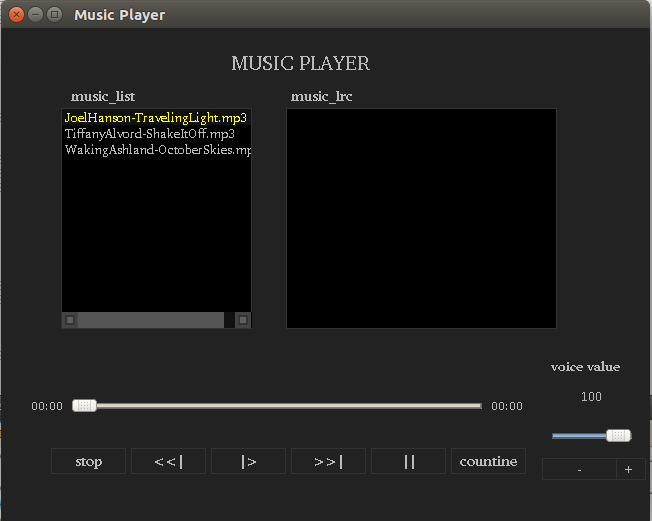 Music Player
MUSIC PLAYER
music_list
music_lrc
JoelHanson-TravelingLight.mp3
TiffanyAlvord-ShakeItOff.mp3
WakingAshland-OctoberSkies.mp
voice value
100
00:00
00:00
stop
<<|
|>
>>|
||
countine
-
+